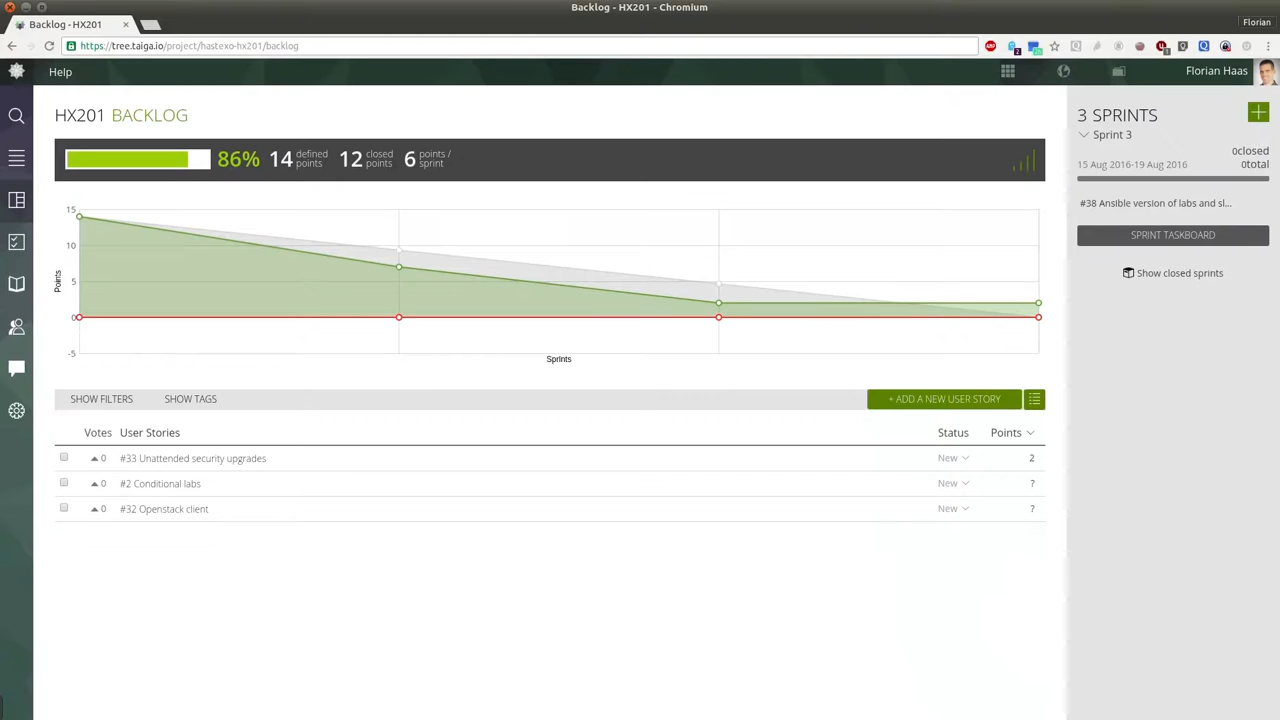 Backlog - HX201 - Chromium
Backlog - HX201
Florian
https://tree.taiga.io/project/hastexo-hx201/backlog
Help
Florian Haas
HX201 BACKLOG
86% 14 defined points 12 closed points 6 points / sprint
15
10
5
0
-5
Points
Sprints
SHOW FILTERS SHOW TAGS
+ ADD A NEW USER STORY
Votes User Stories Status Points
0 #33 Unattended security upgrades New 2
0 #2 Conditional labs New ?
0 #32 Openstack client New ?
3 SPRINTS
Sprint 3
0closed
15 Aug 2016-19 Aug 2016 0total
#38 Ansible version of labs and sl...
SPRINT TASKBOARD
Show closed sprints